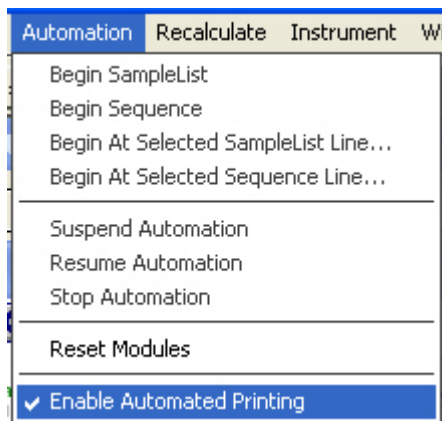 Automation Recalculate Instrument
Begin SampleList
Begin Sequence
Begin At Selected SampleList Line...
Begin At Selected Sequence Line...
Suspend Automation
Resume Automation
Stop Automation
Reset Modules
Enable Automated Printing